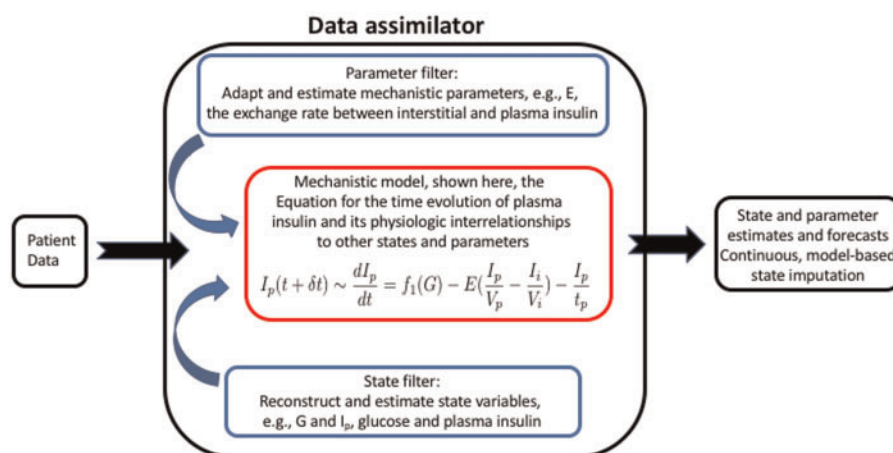 Data assimilator
Parameter filter:
Adapt and estimate mechanistic parameters, e.g., E,
the exchange rate between interstitial and plasma insulin
Mechanistic model, shown here, the
Equation for the time evolution of plasma
insulin and its physiologic interrelationships
to other states and parameters
I_p(t + δt) ~ dI_p/dt = f_1(G) − E(I_p/V_p − I_i/V_i) − I_p/t_p
Patient
Data
State and parameter
estimates and forecasts
Continuous, model-based
state imputation
State filter:
Reconstruct and estimate state variables,
e.g., G and I_p, glucose and plasma insulin